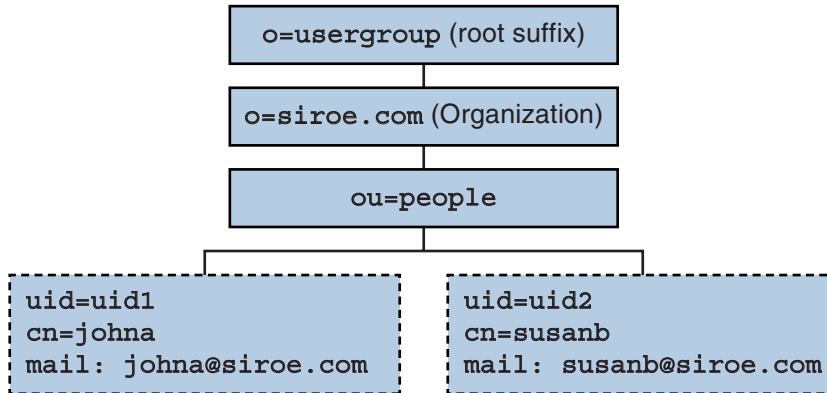 o=usergroup (root suffix)
o=siroe.com (Organization)
ou=people
uid=uid1
cn=johna
mail: johna@siroe.com
uid=uid2
cn=susanb
mail: susanb@siroe.com